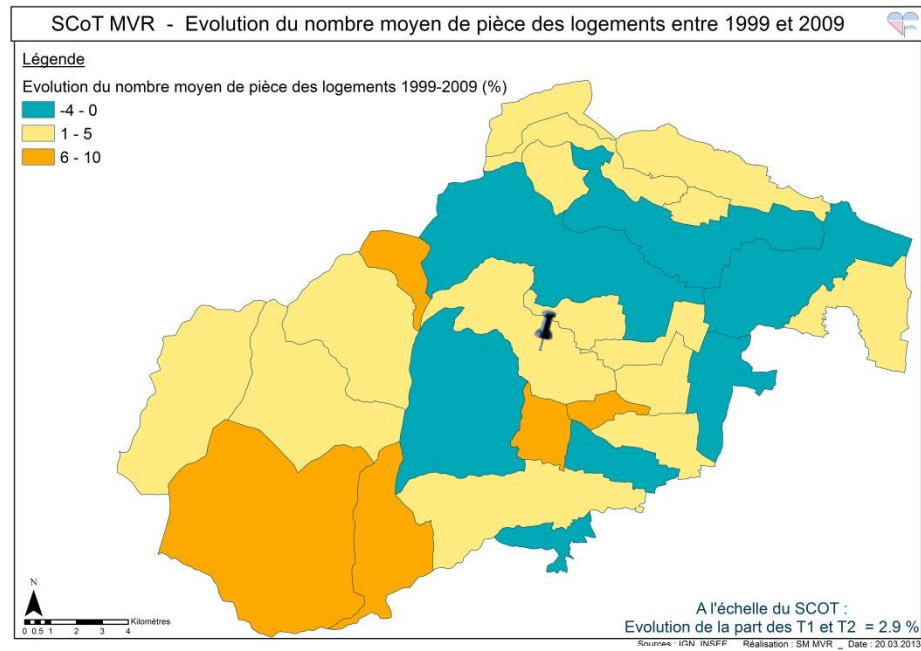 SCoT MVR - Evolution du nombre moyen de pièce des logements entre 1999 et 2009
Légende
Evolution du nombre moyen de pièce des logements 1999-2009 (%)
-4 - 0
1 - 5
6 - 10
N
0 0.5 1 2 3 4 Kilomètres
A l'échelle du SCOT :
Evolution de la part des T1 et T2 = 2.9 %
Sources : IGN, INSEE Réalisation : SM MVR _ Date : 20.03.2013